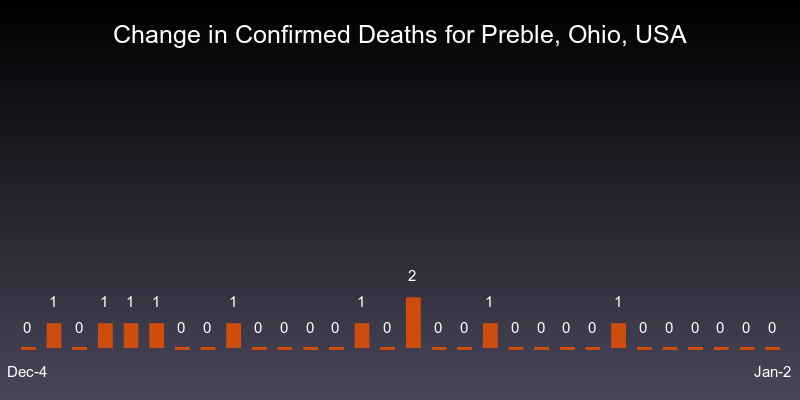 Change in Confirmed Deaths for Preble, Ohio, USA
2
1 1 1 1 1 1 1 1
0 0 0 0 0 0 0 0 0 0 0 0 0 0 0 0 0 0 0 0 0
Dec-4 Jan-2